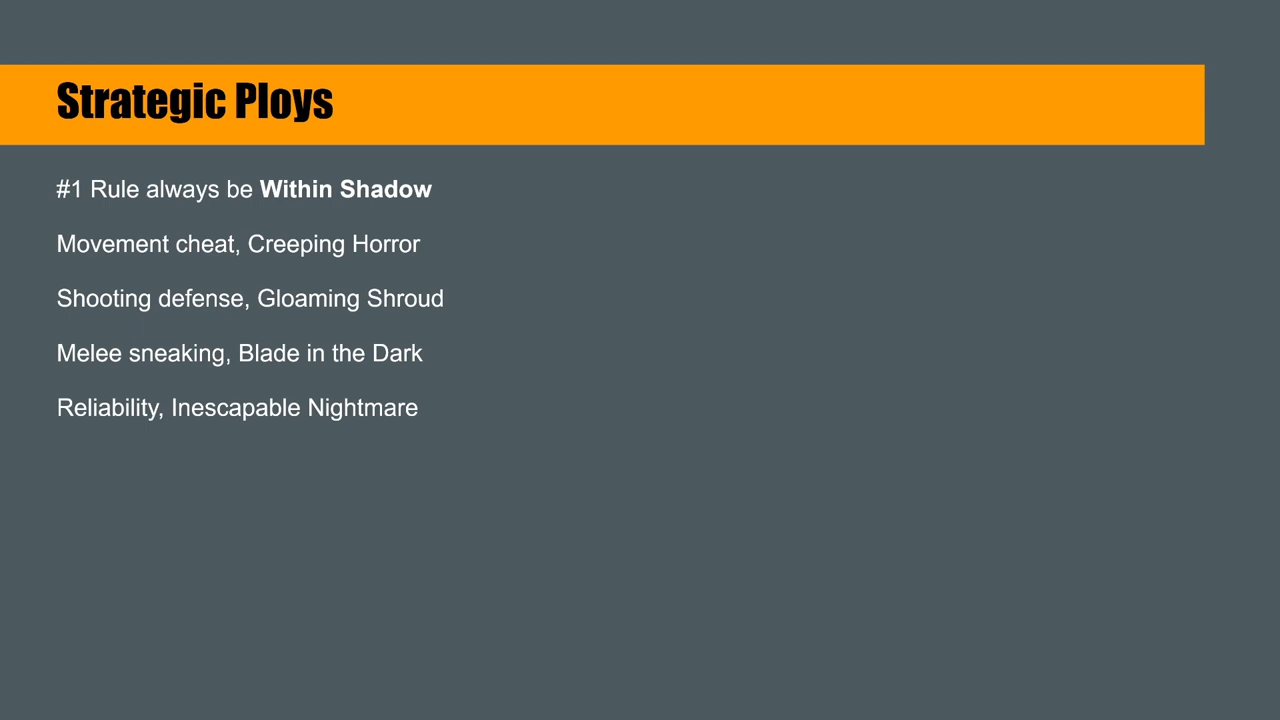 Strategic Ploys
#1 Rule always be Within Shadow
Movement cheat, Creeping Horror
Shooting defense, Gloaming Shroud
Melee sneaking, Blade in the Dark
Reliability, Inescapable Nightmare